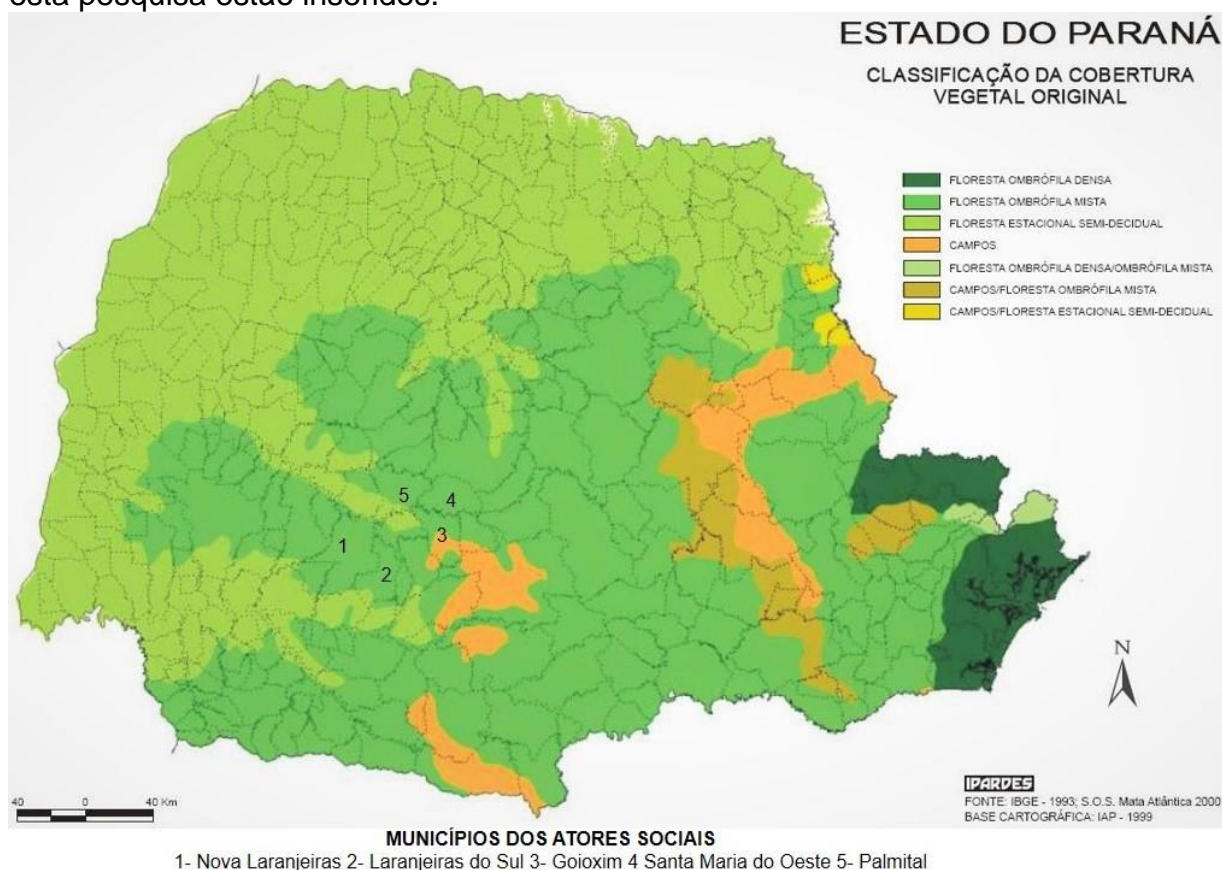 esta pesquisa estão inseridos.
ESTADO DO PARANÁ
CLASSIFICAÇÃO DA COBERTURA
VEGETAL ORIGINAL
FLORESTA OMBRÓFILA DENSA
FLORESTA OMBRÓFILA MISTA
FLORESTA ESTACIONAL SEMI-DECIDUAL
CAMPOS
FLORESTA OMBRÓFILA DENSA/OMBRÓFILA MISTA
CAMPOS/FLORESTA OMBRÓFILA MISTA
CAMPOS/FLORESTA ESTACIONAL SEMI-DECIDUAL
5
4
3
1
2
N
40 0 40 Km
IPARDES
FONTE: IBGE - 1993; S.O.S. Mata Atlântica 2000
BASE CARTOGRÁFICA: IAP - 1999
MUNICÍPIOS DOS ATORES SOCIAIS
1- Nova Laranjeiras 2- Laranjeiras do Sul 3- Goioxim 4 Santa Maria do Oeste 5- Palmital